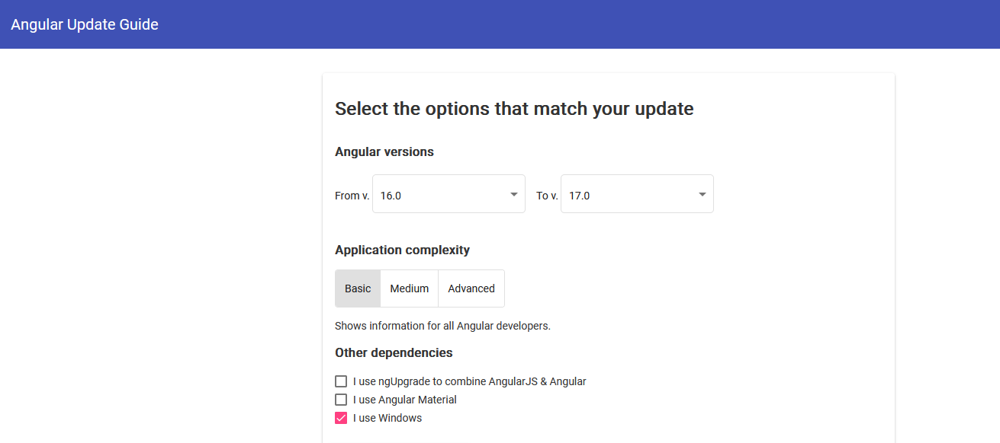 Angular Update Guide
Select the options that match your update
Angular versions
From v. 16.0 To v. 17.0
Application complexity
Basic Medium Advanced
Shows information for all Angular developers.
Other dependencies
I use ngUpgrade to combine AngularJS & Angular
I use Angular Material
I use Windows